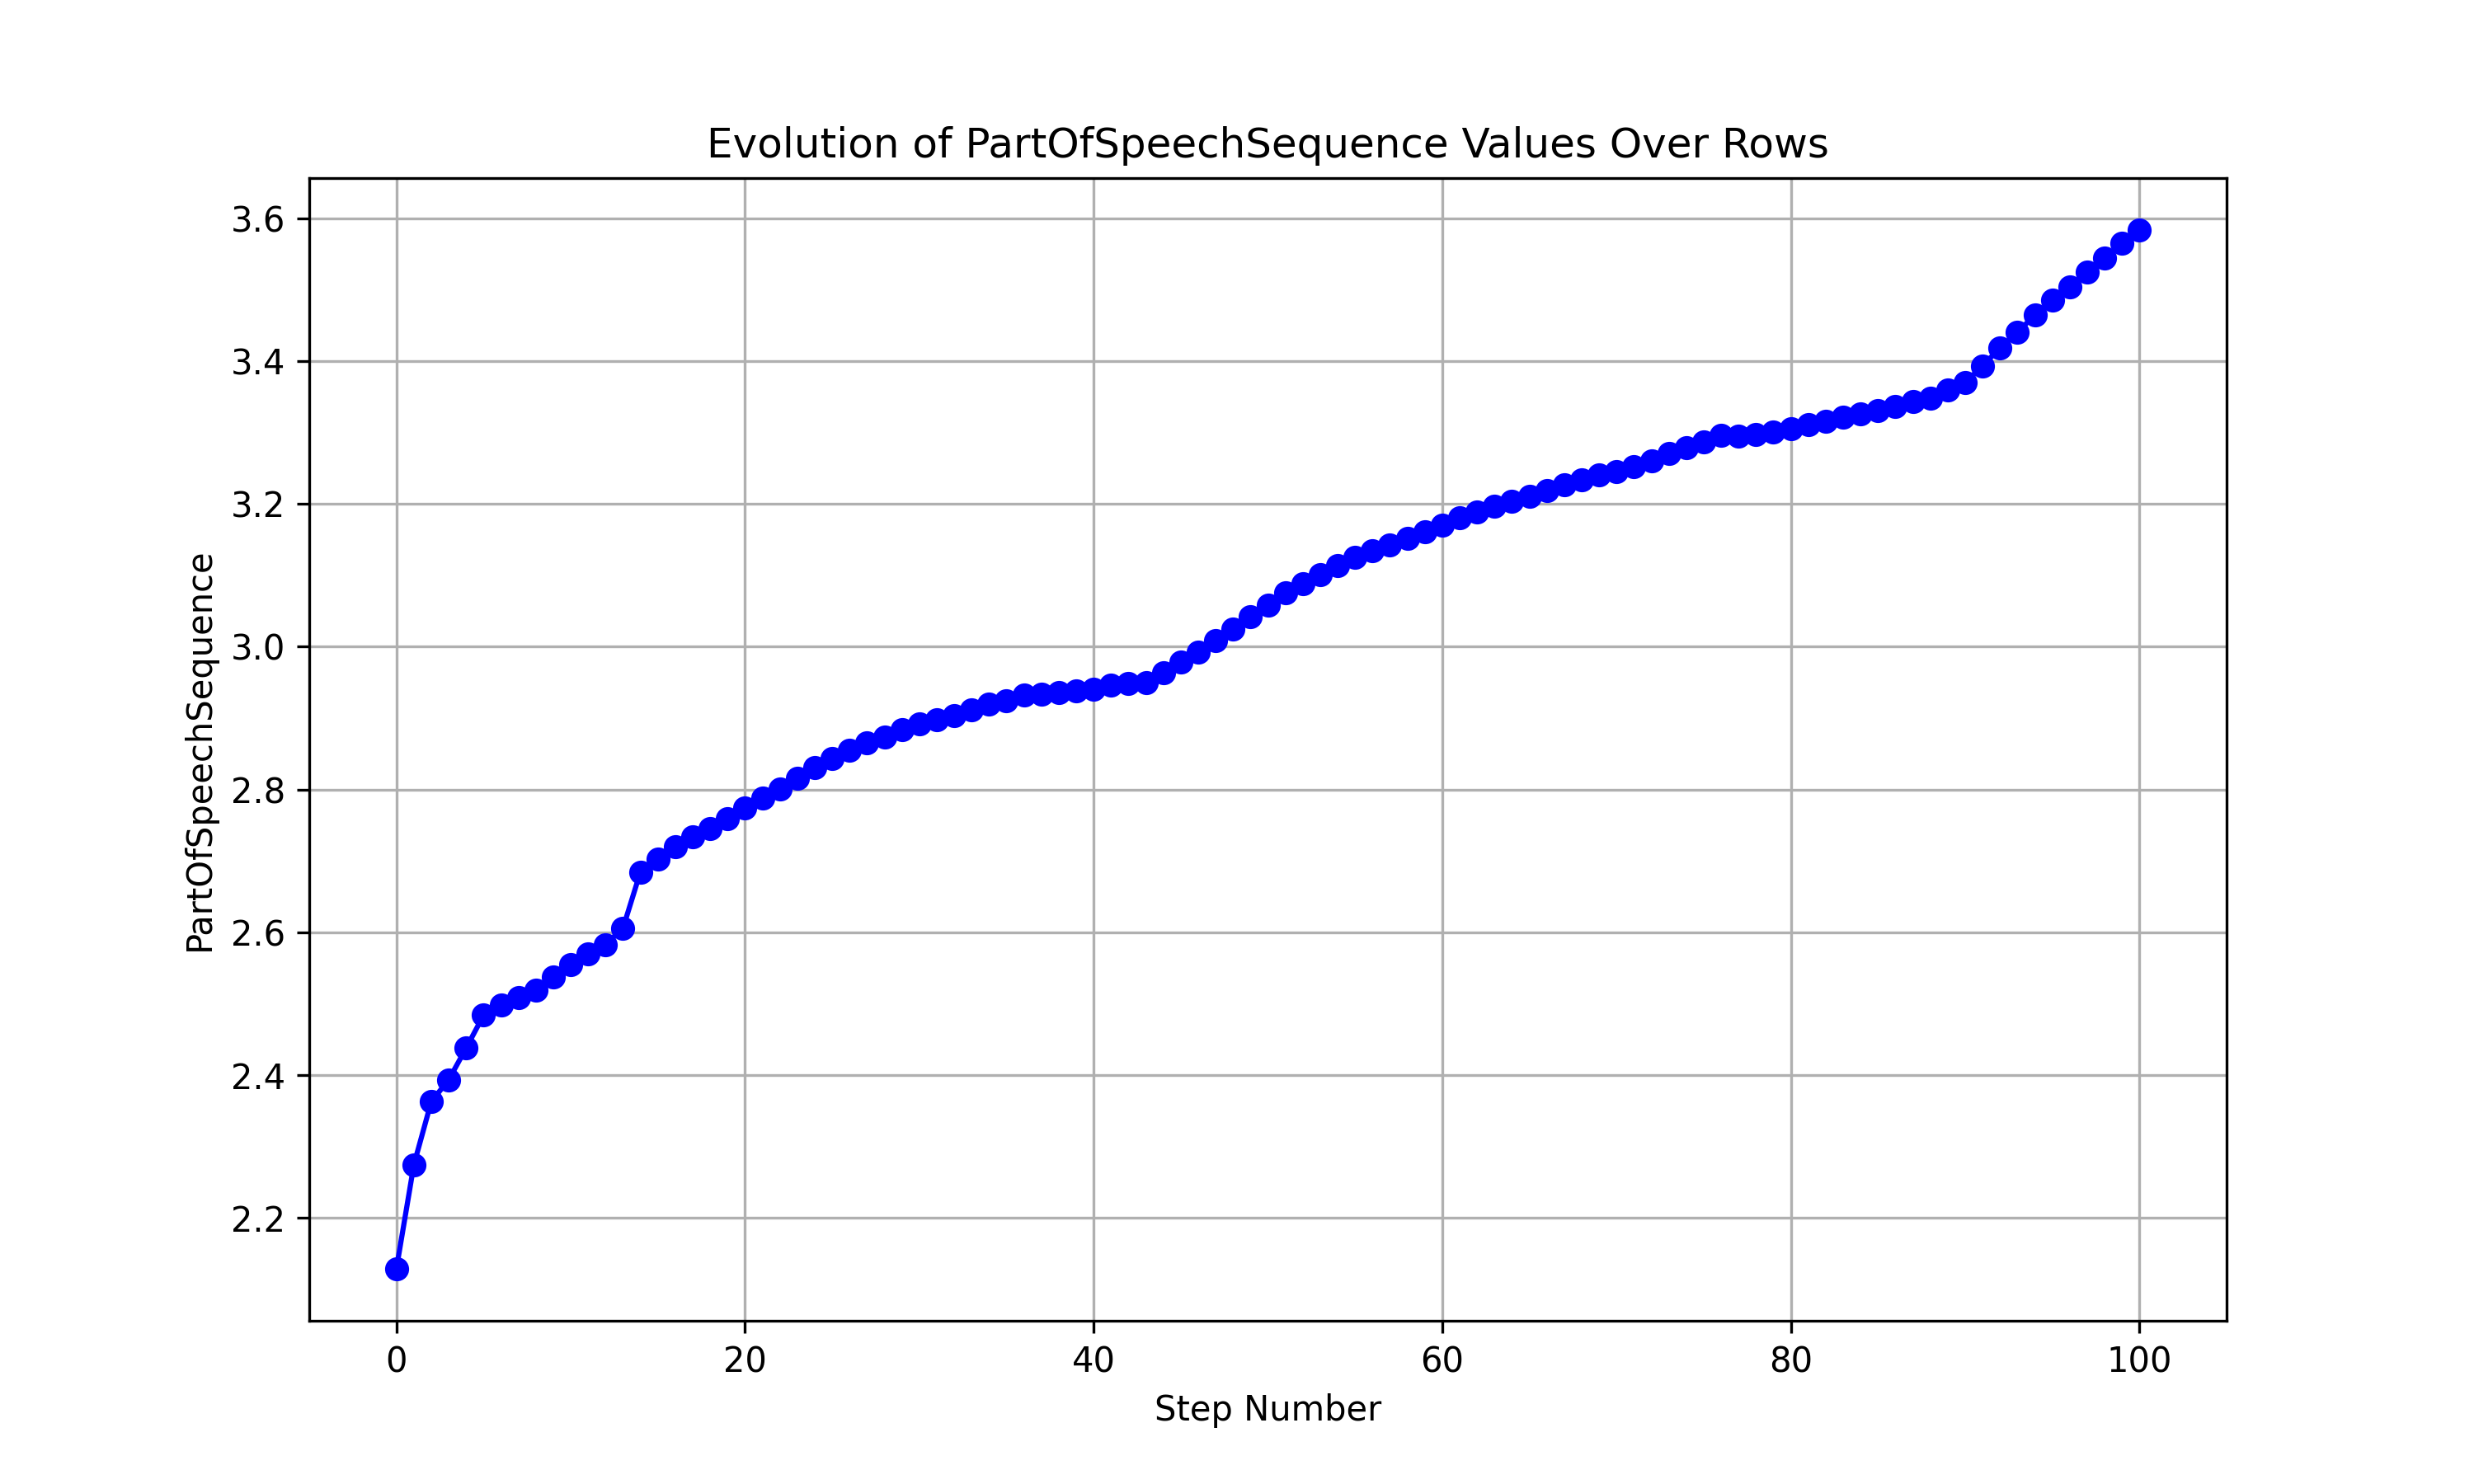 Evolution of PartOfSpeechSequence Values Over Rows
PartOfSpeechSequence
3.6
3.4
3.2
3.0
2.8
2.6
2.4
2.2
0 20 40 60 80 100
Step Number